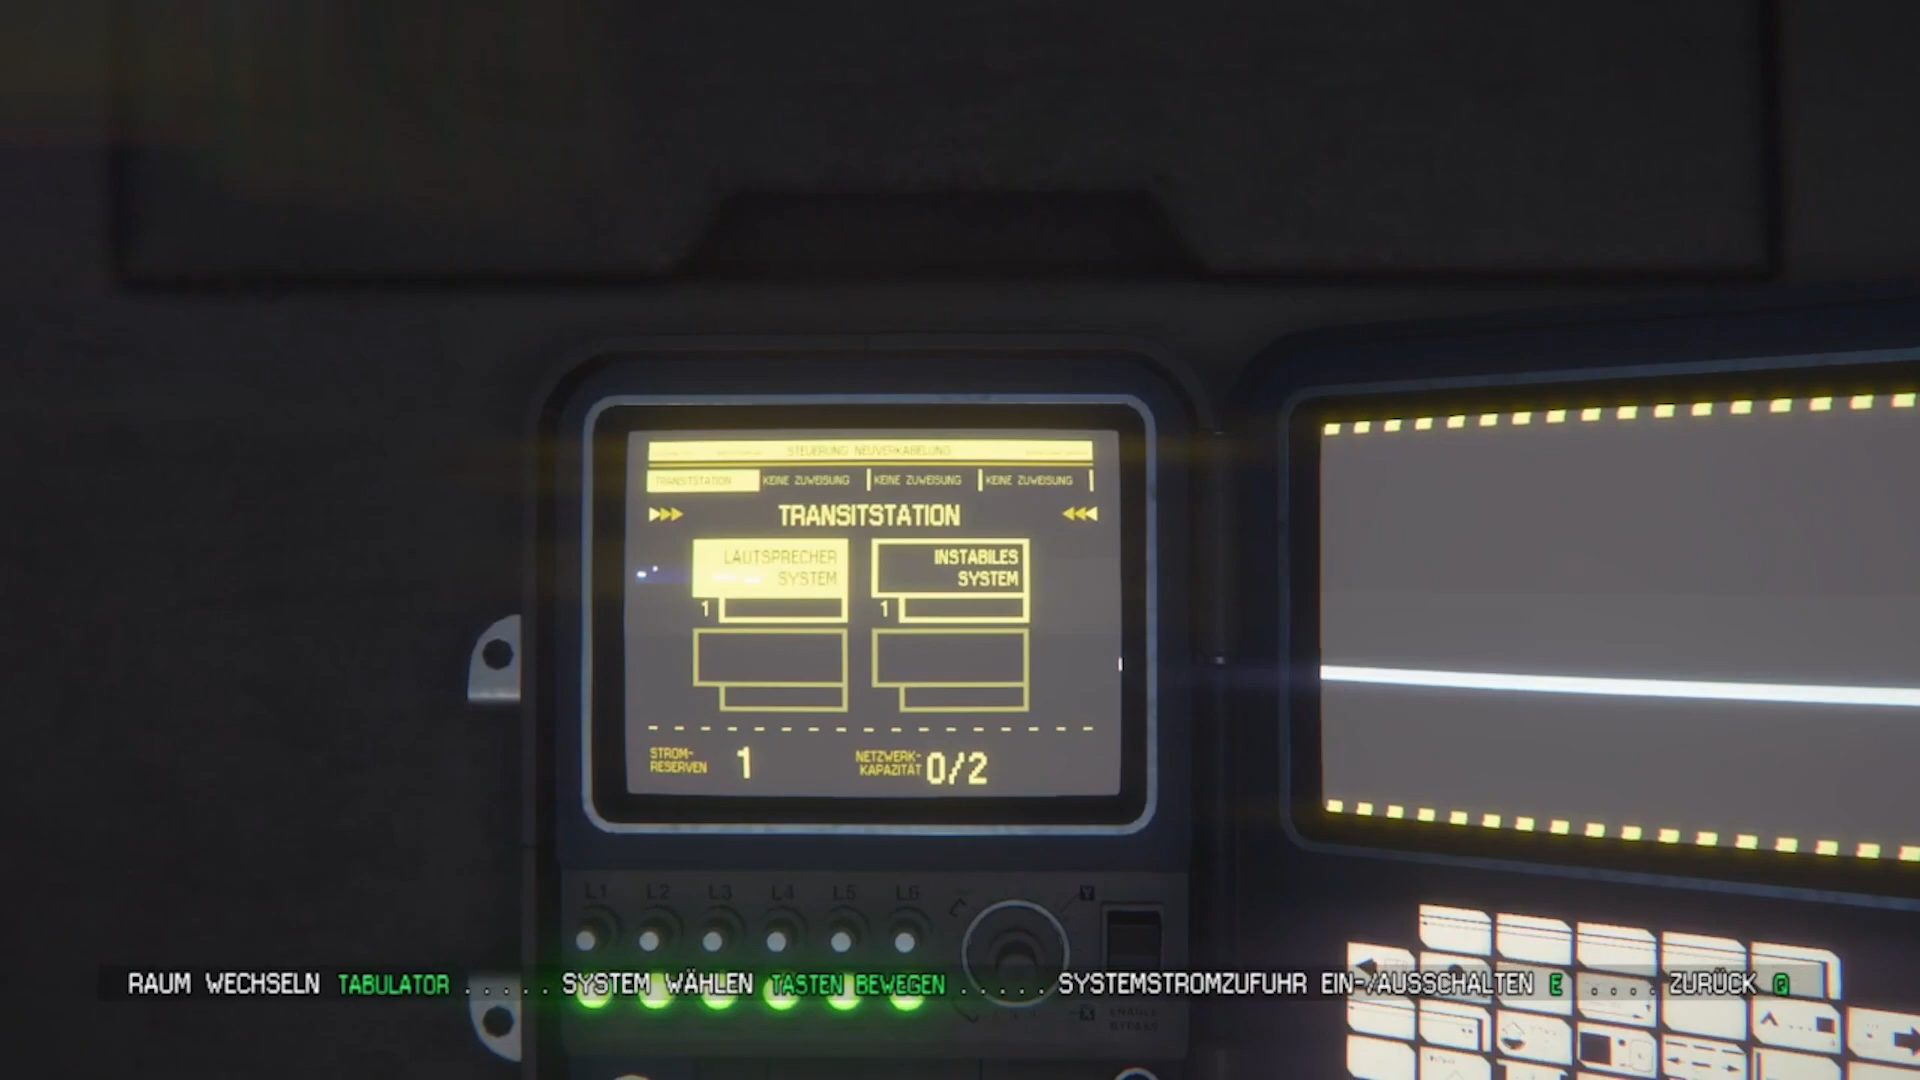 STEUERUNG NEUVERKABELUNG
TRANSITSTATION KEINE ZUWEISUNG KEINE ZUWEISUNG KEINE ZUWEISUNG
TRANSITSTATION
LAUTSPRECHER
SYSTEM
1
INSTABILES
SYSTEM
1
STROM-
RESERVEN
1
NETZWERK-
KAPAZITÄT
0/2
L1 L2 L3 L4 L5 L6
Y
X
ENABLE
BYPASS
RAUM WECHSELN TABULATOR ..... SYSTEM WÄHLEN TASTEN BEWEGEN ..... SYSTEMSTROMZUFUHR EIN-/AUSSCHALTEN E .... ZURÜCK Q